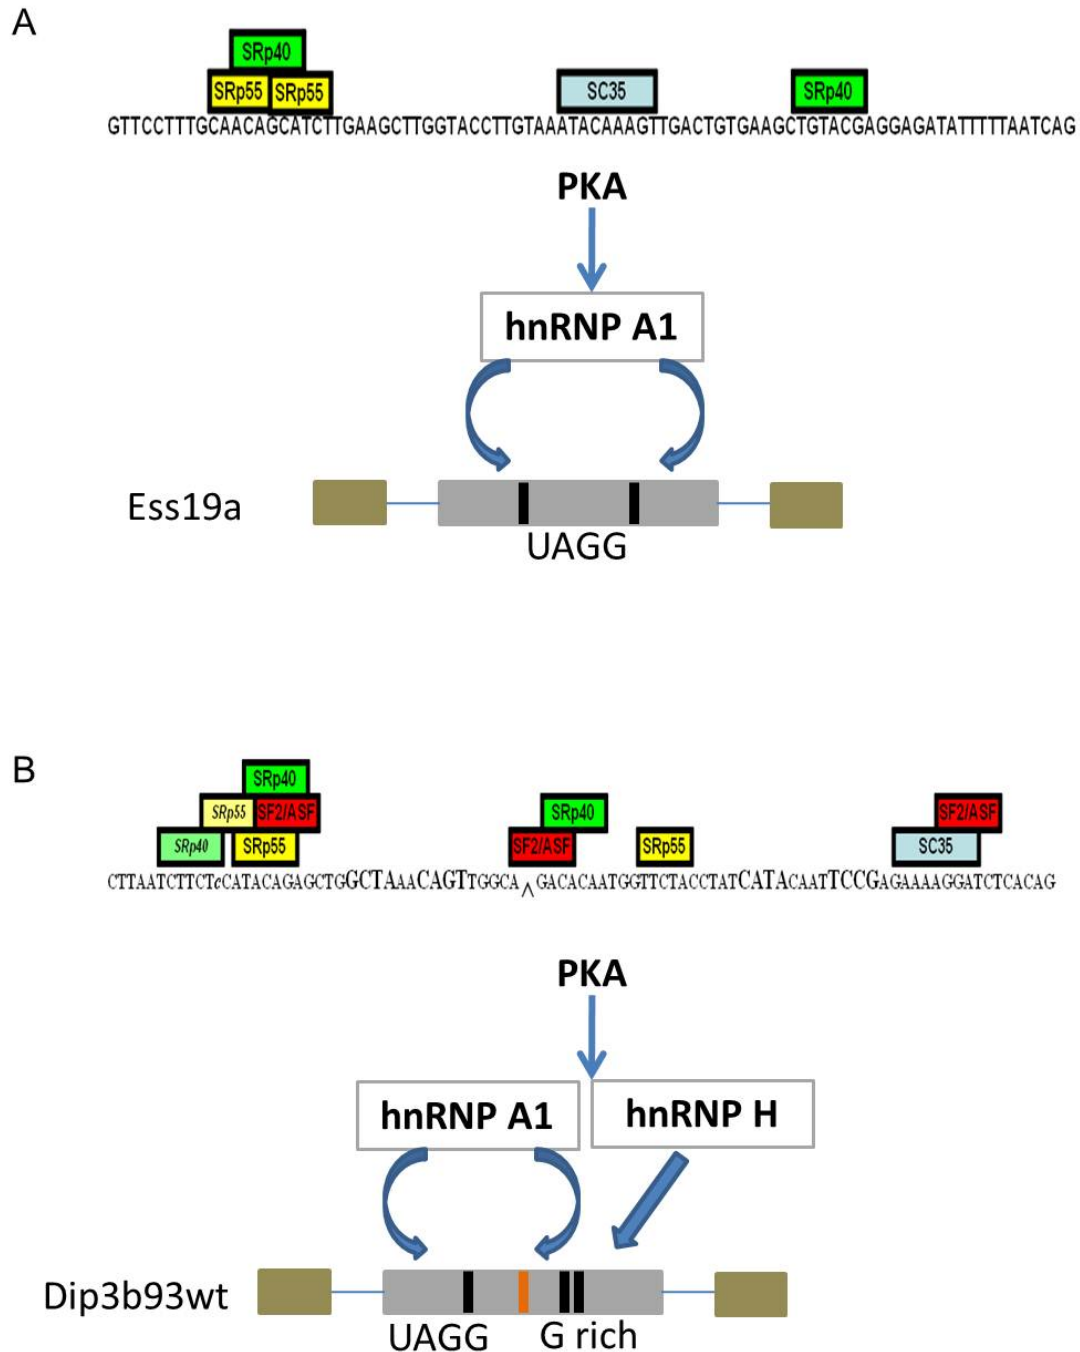 A
SRp40
SRp55 SRp55 SC35 SRp40
GTTCCTTTGCAACAGCATCTTGAAGCTTGGTACCTTGTAAATACAAAGTTGACTGTGAAGCTGTACGAGGAGATATTTTTAATCAG
PKA
hnRNP A1
Ess19a
UAGG
B
SRp40
SRp55 SF2/ASF SRp40 SF2/ASF
SRp40 SRp55 SF2/ASF SRp55 SC35
CTTAATCTTCTcCATACAGAGCTGGCTAAACAGTTGGCA^GACACAATGGTTCTACCTATCATACAATTCCGAGAAAAGGATCTCACAG
PKA
hnRNP A1 hnRNP H
Dip3b93wt
UAGG G rich